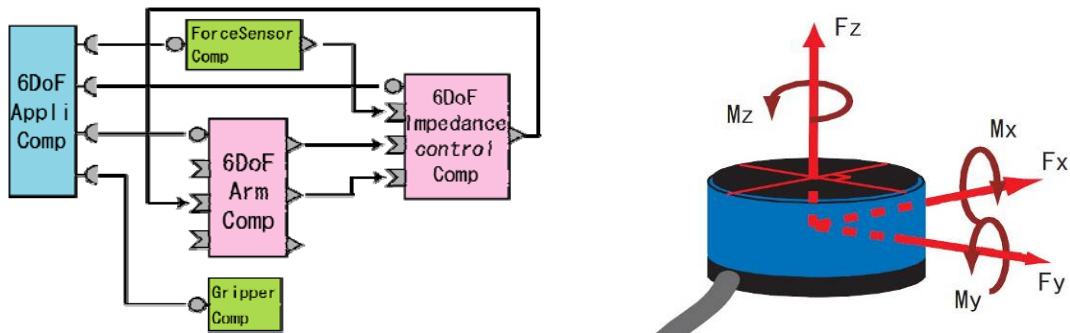 6DoF
Appli
Comp
ForceSensor
Comp
6DoF
Impedance
control
Comp
6DoF
Arm
Comp
Gripper
Comp
Fz
Mz
Mx
Fx
My
Fy